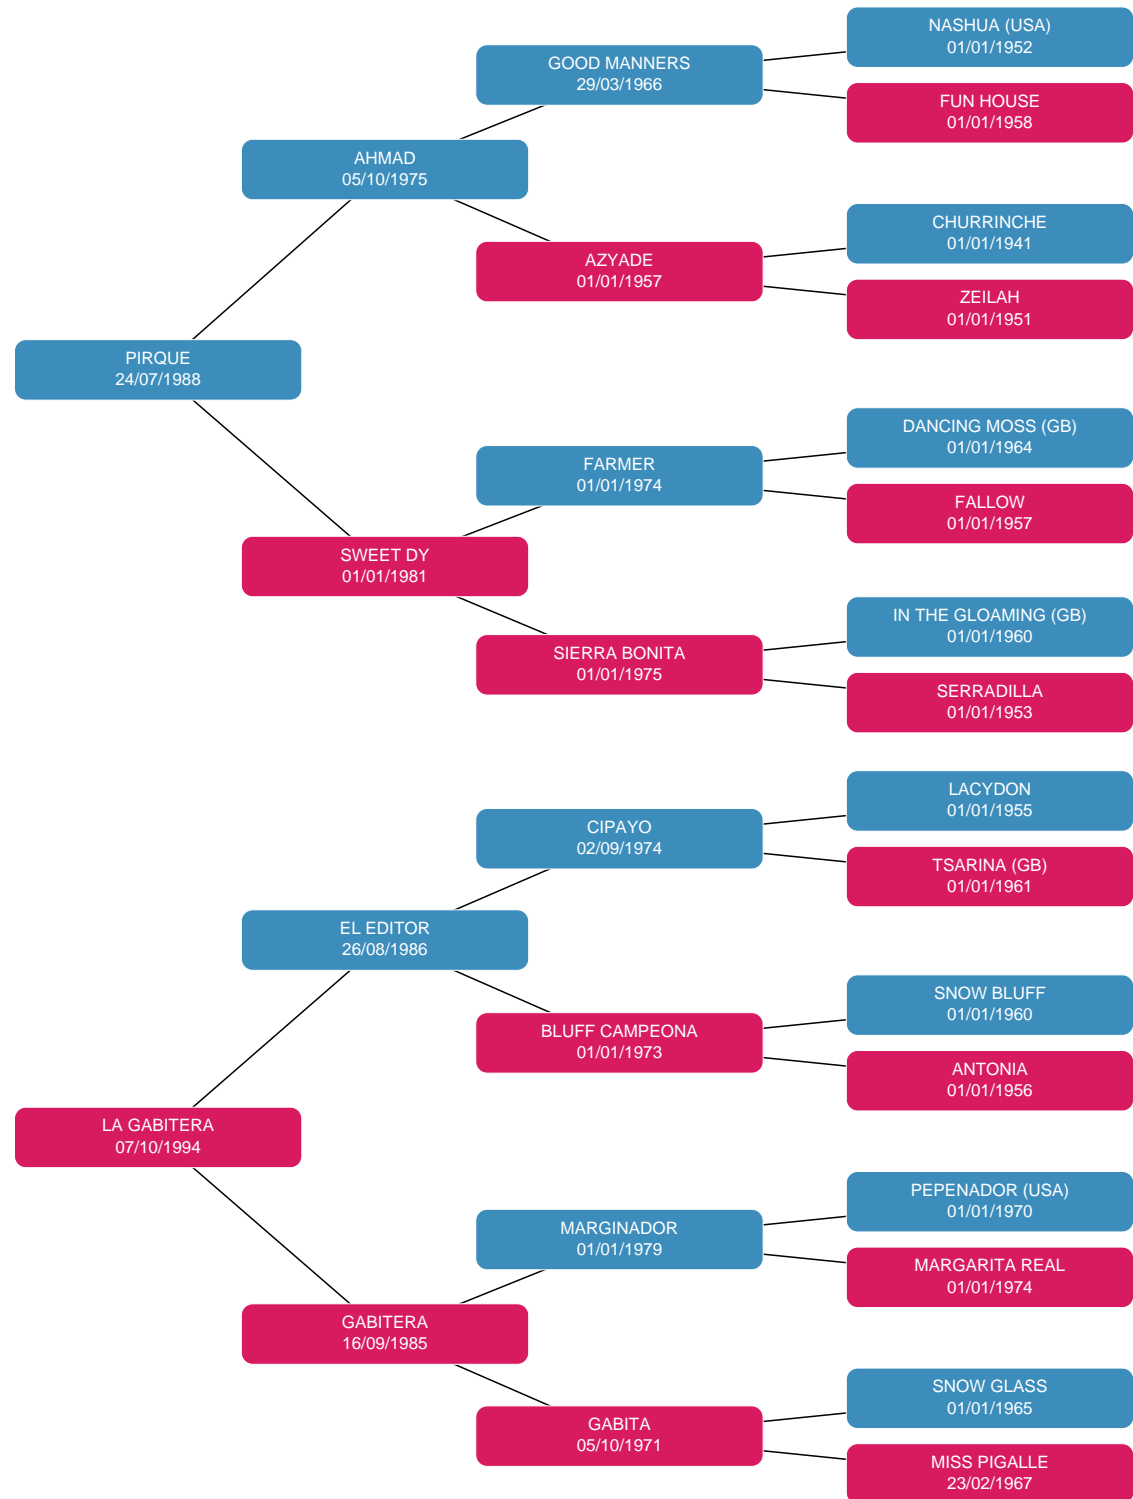 NASHUA (USA)
01/01/1952
GOOD MANNERS
29/03/1966
FUN HOUSE
01/01/1958
AHMAD
05/10/1975
CHURRINCHE
01/01/1941
AZYADE
01/01/1957
ZEILAH
01/01/1951
PIRQUE
24/07/1988
DANCING MOSS (GB)
01/01/1964
FARMER
01/01/1974
FALLOW
01/01/1957
SWEET DY
01/01/1981
IN THE GLOAMING (GB)
01/01/1960
SIERRA BONITA
01/01/1975
SERRADILLA
01/01/1953
LACYDON
01/01/1955
CIPAYO
02/09/1974
TSARINA (GB)
01/01/1961
EL EDITOR
26/08/1986
SNOW BLUFF
01/01/1960
BLUFF CAMPEONA
01/01/1973
ANTONIA
01/01/1956
LA GABITERA
07/10/1994
PEPENADOR (USA)
01/01/1970
MARGINADOR
01/01/1979
MARGARITA REAL
01/01/1974
GABITERA
16/09/1985
SNOW GLASS
01/01/1965
GABITA
05/10/1971
MISS PIGALLE
23/02/1967